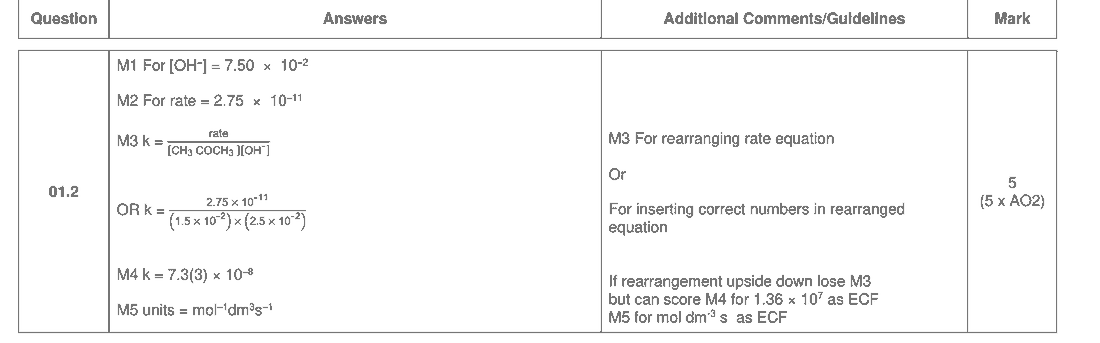 Question Answers Additional Comments/Guidelines Mark
01.2
M1 For [OH⁻] = 7.50 × 10⁻²
M2 For rate = 2.75 × 10⁻¹¹
M3 k = rate / [CH₃ COCH₃ ][OH⁻]
OR k = 2.75 × 10⁻¹¹ / (1.5 × 10⁻²) × (2.5 × 10⁻²)
M4 k = 7.3(3) × 10⁻⁸
M5 units = mol⁻¹dm³s⁻¹
M3 For rearranging rate equation
Or
For inserting correct numbers in rearranged
equation
If rearrangement upside down lose M3
but can score M4 for 1.36 × 10⁷ as ECF
M5 for mol dm⁻³ s as ECF
5
(5 x AO2)